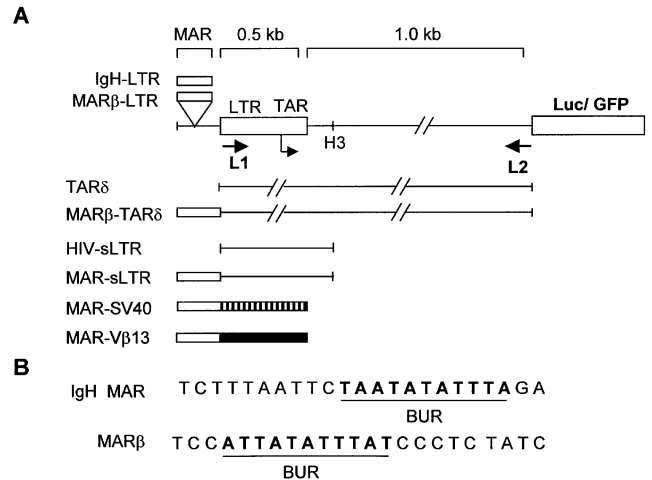 A
MAR 0.5 kb 1.0 kb
IgH-LTR
MARβ-LTR
LTR TAR Luc/ GFP
H3
L1 L2
TARδ
MARβ-TARδ
HIV-sLTR
MAR-sLTR
MAR-SV40
MAR-Vβ13
B
IgH MAR TCTTTAATTCTAATATATTTAGA
BUR
MARβ TCCATTATATTTATCCCTCTATC
BUR